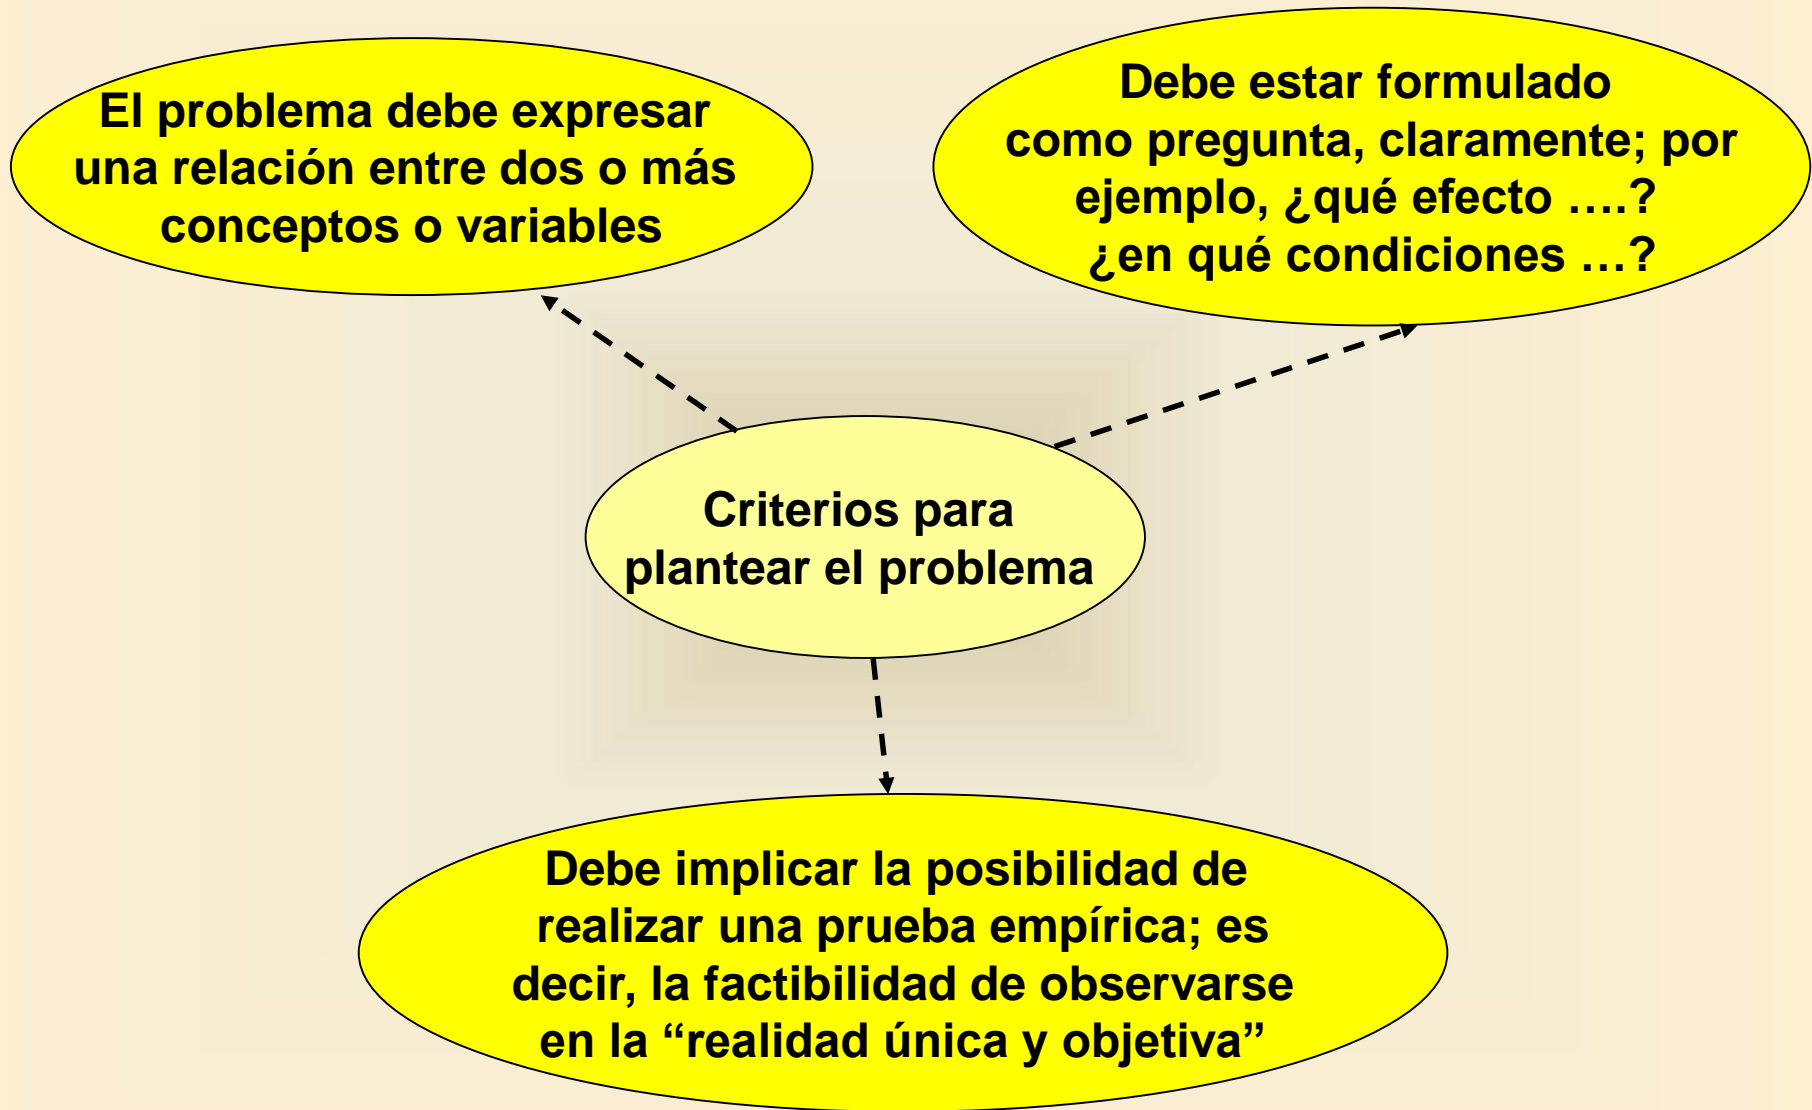 El problema debe expresar
una relación entre dos o más
conceptos o variables
Debe estar formulado
como pregunta, claramente; por
ejemplo, ¿qué efecto ….?
¿en qué condiciones …?
Criterios para
plantear el problema
Debe implicar la posibilidad de
realizar una prueba empírica; es
decir, la factibilidad de observarse
en la “realidad única y objetiva”